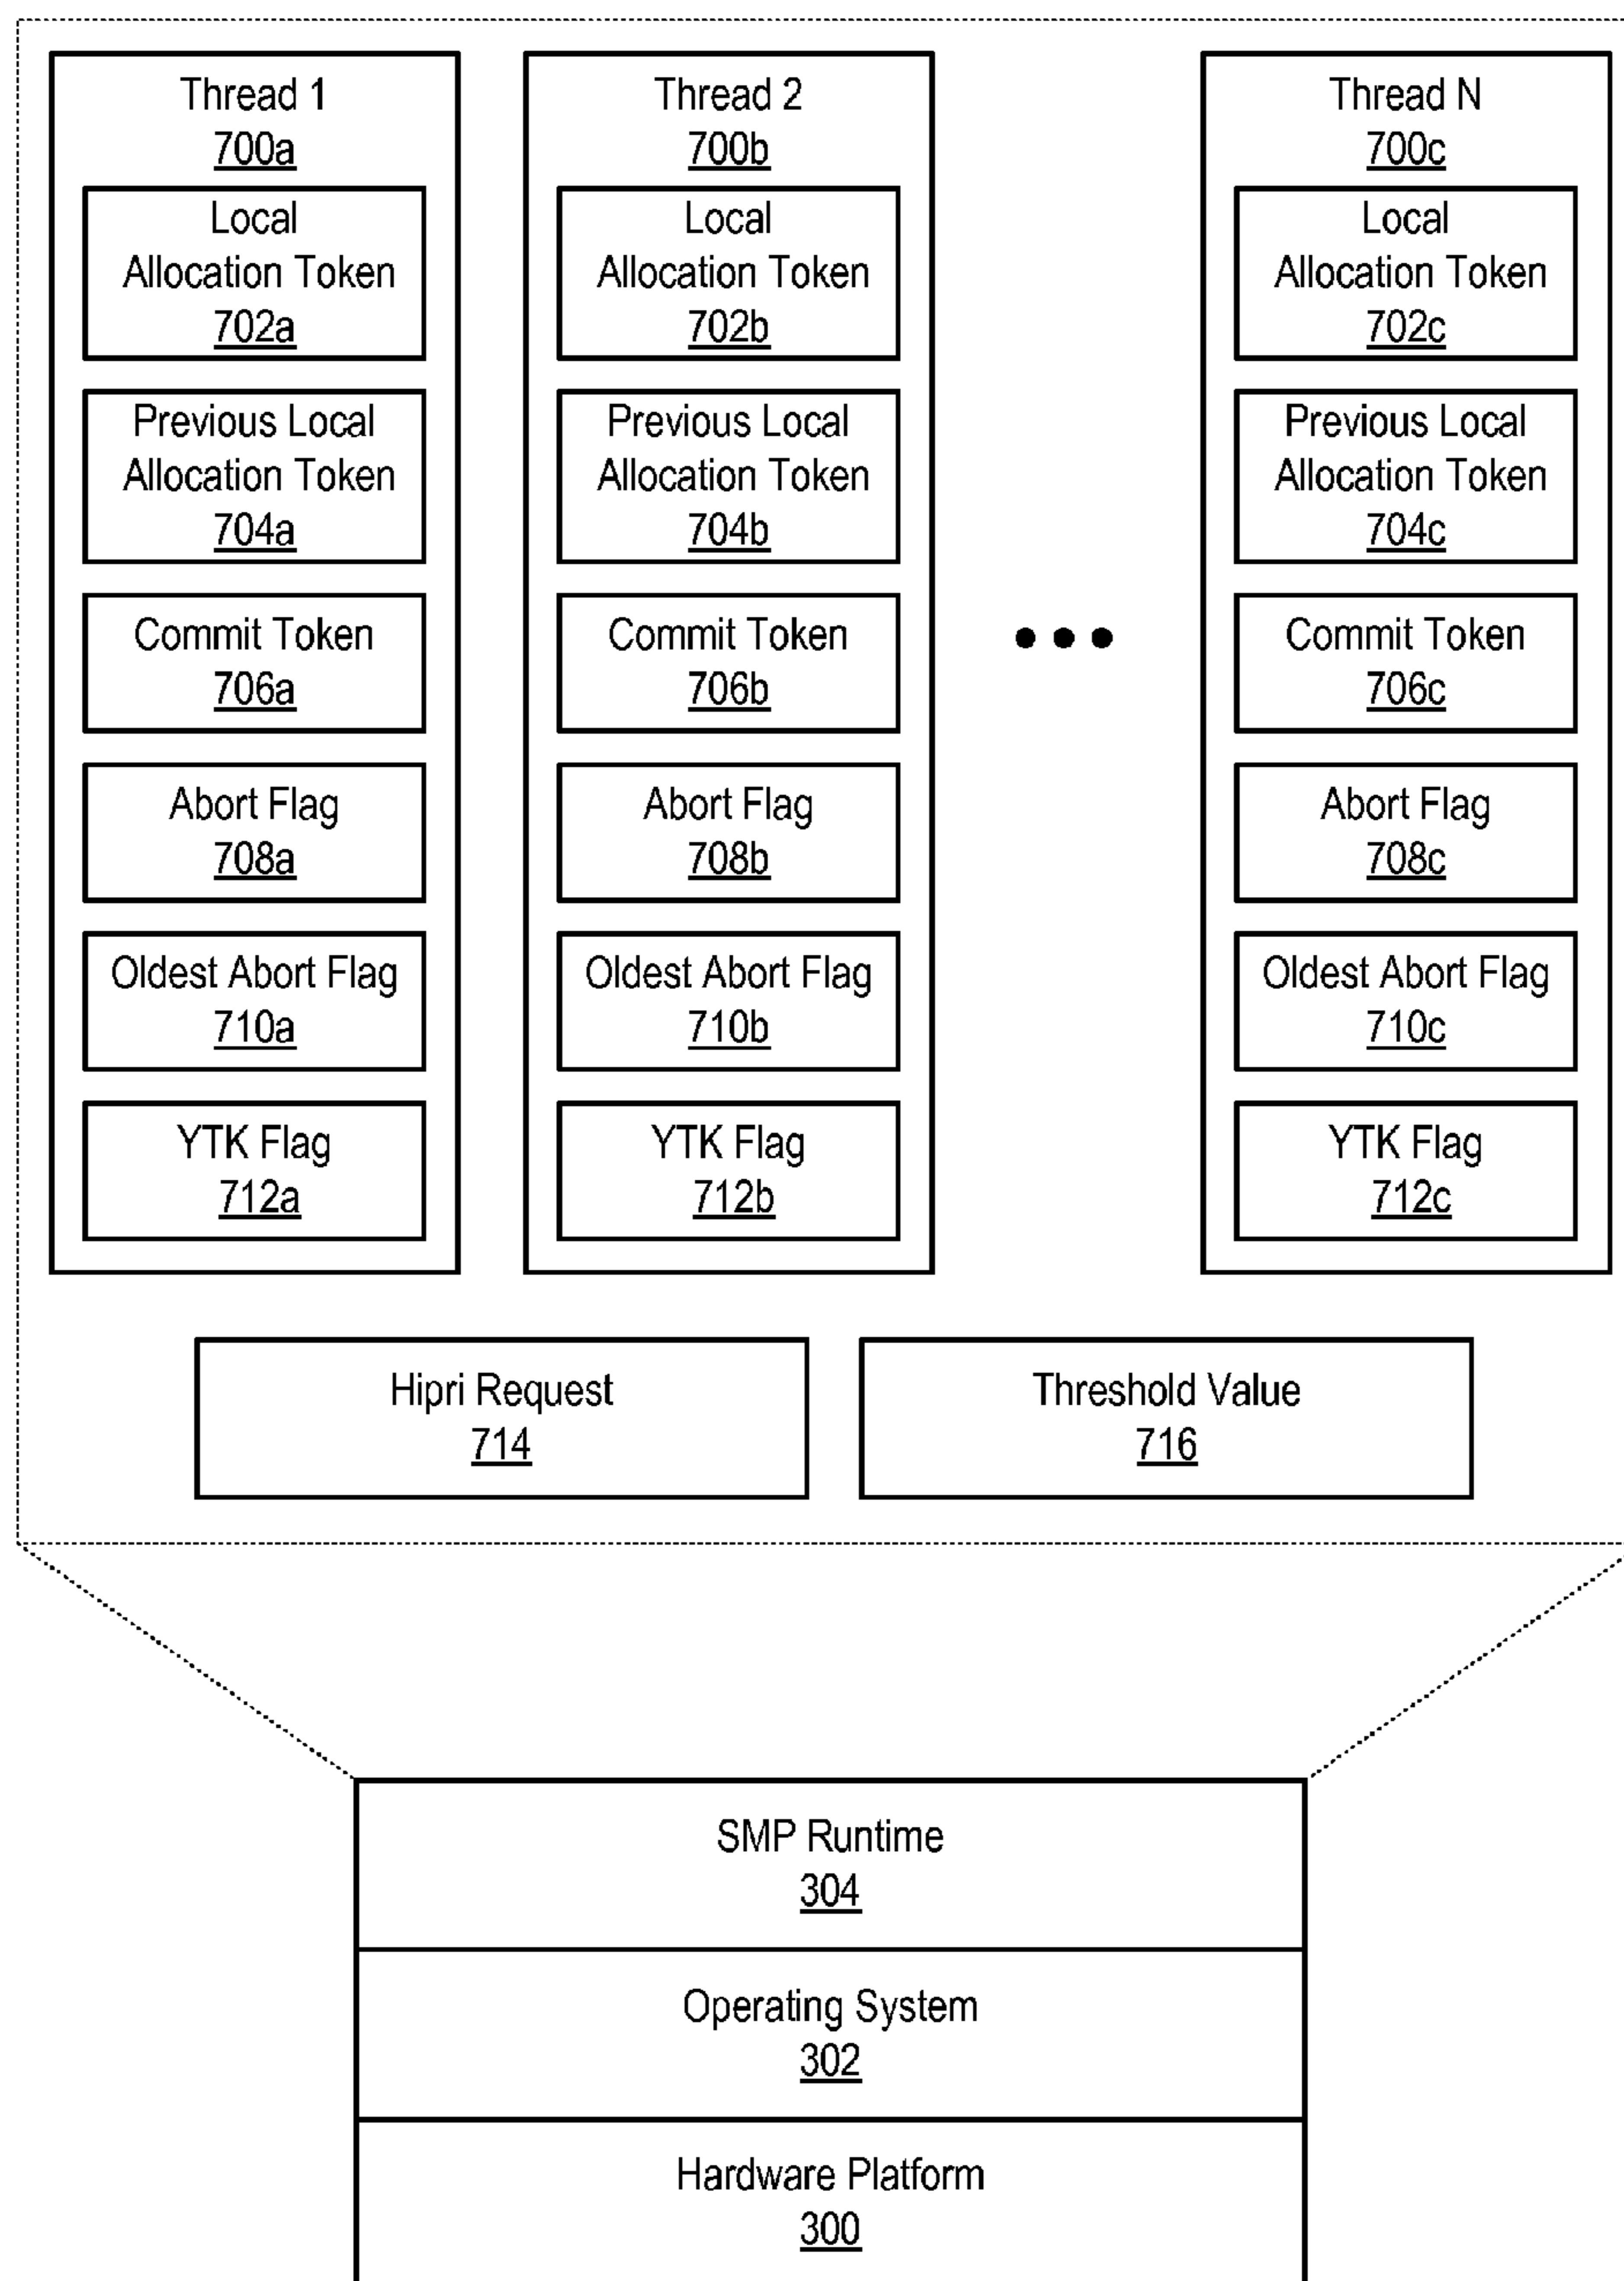 Thread 1
700a
Local
Allocation Token
702a
Previous Local
Allocation Token
704a
Commit Token
706a
Abort Flag
708a
Oldest Abort Flag
710a
YTK Flag
712a
Thread 2
700b
Local
Allocation Token
702b
Previous Local
Allocation Token
704b
Commit Token
706b
Abort Flag
708b
Oldest Abort Flag
710b
YTK Flag
712b
Thread N
700c
Local
Allocation Token
702c
Previous Local
Allocation Token
704c
Commit Token
706c
Abort Flag
708c
Oldest Abort Flag
710c
YTK Flag
712c
Hipri Request
714
Threshold Value
716
SMP Runtime
304
Operating System
302
Hardware Platform
300